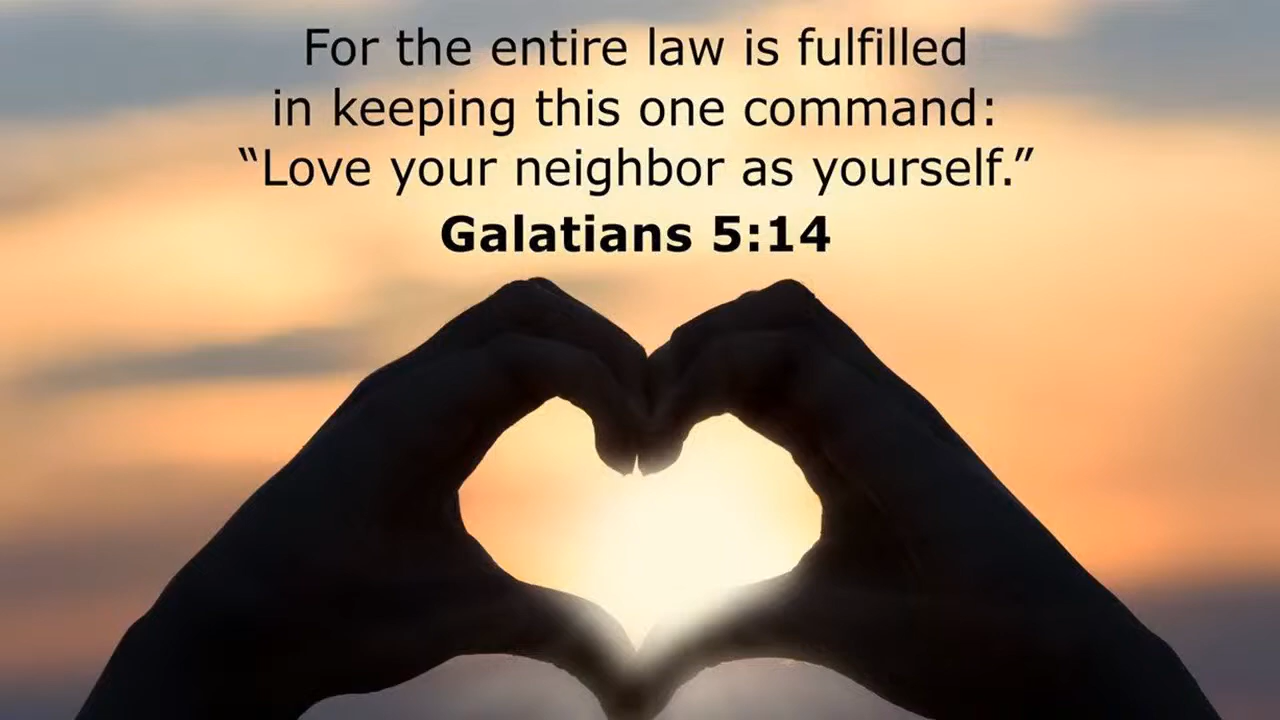 For the entire law is fulfilled
in keeping this one command:
“Love your neighbor as yourself.”
Galatians 5:14